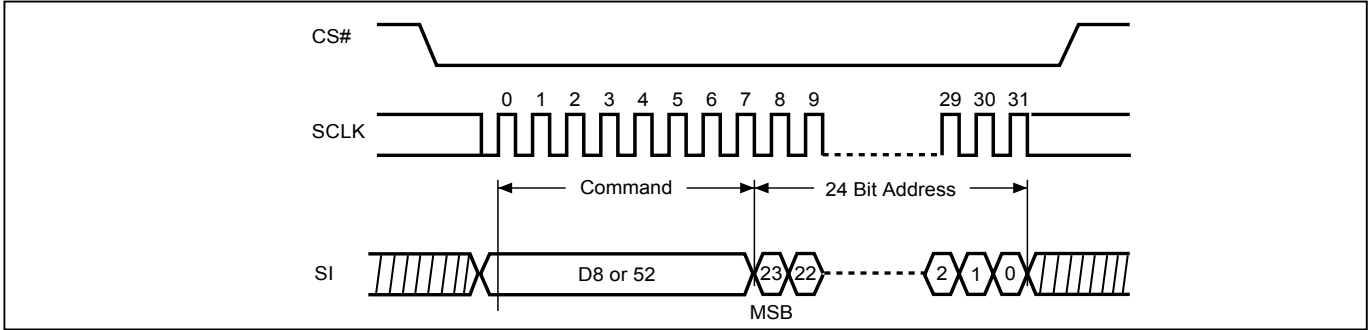 CS#
0 1 2 3 4 5 6 7 8 9 29 30 31
SCLK
Command 24 Bit Address
SI D8 or 52 23 22 2 1 0
MSB